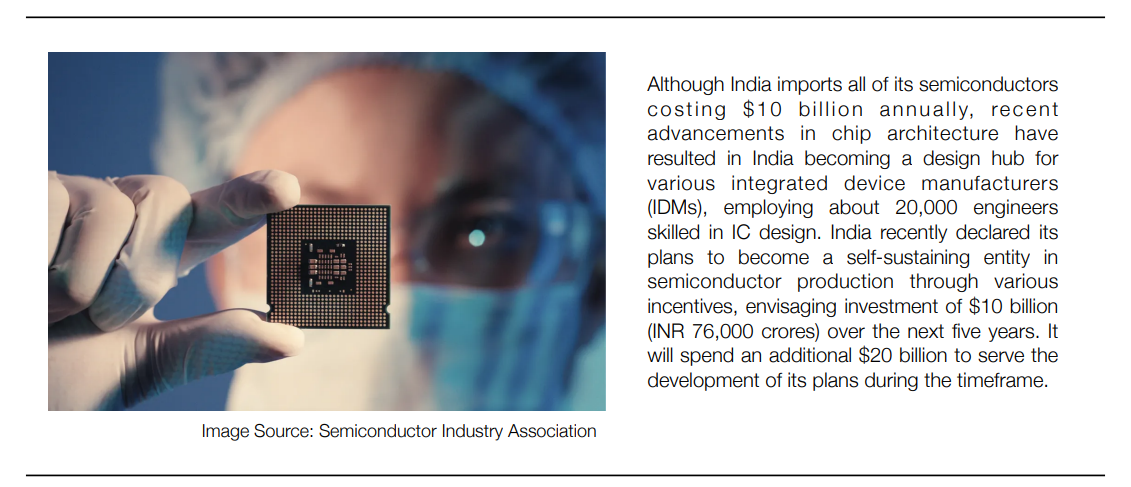 Although India imports all of its semiconductors
costing $10 billion annually, recent
advancements in chip architecture have
resulted in India becoming a design hub for
various integrated device manufacturers
(IDMs), employing about 20,000 engineers
skilled in IC design. India recently declared its
plans to become a self-sustaining entity in
semiconductor production through various
incentives, envisaging investment of $10 billion
(INR 76,000 crores) over the next five years. It
will spend an additional $20 billion to serve the
development of its plans during the timeframe.
Image Source: Semiconductor Industry Association